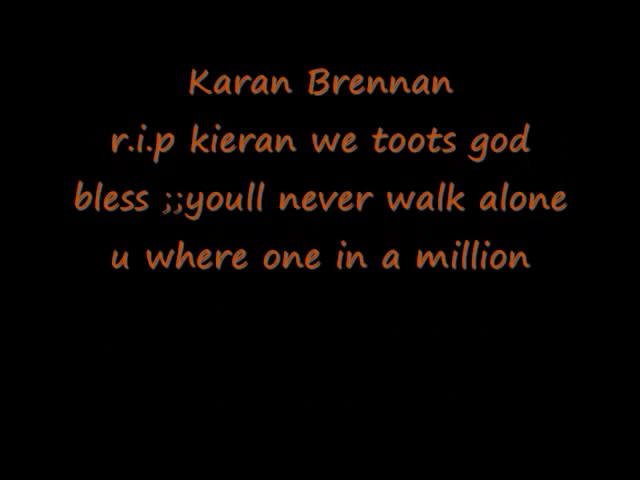 Karan Brennan
r.i.p kieran we toots god
bless ;;youll never walk alone
u where one in a million